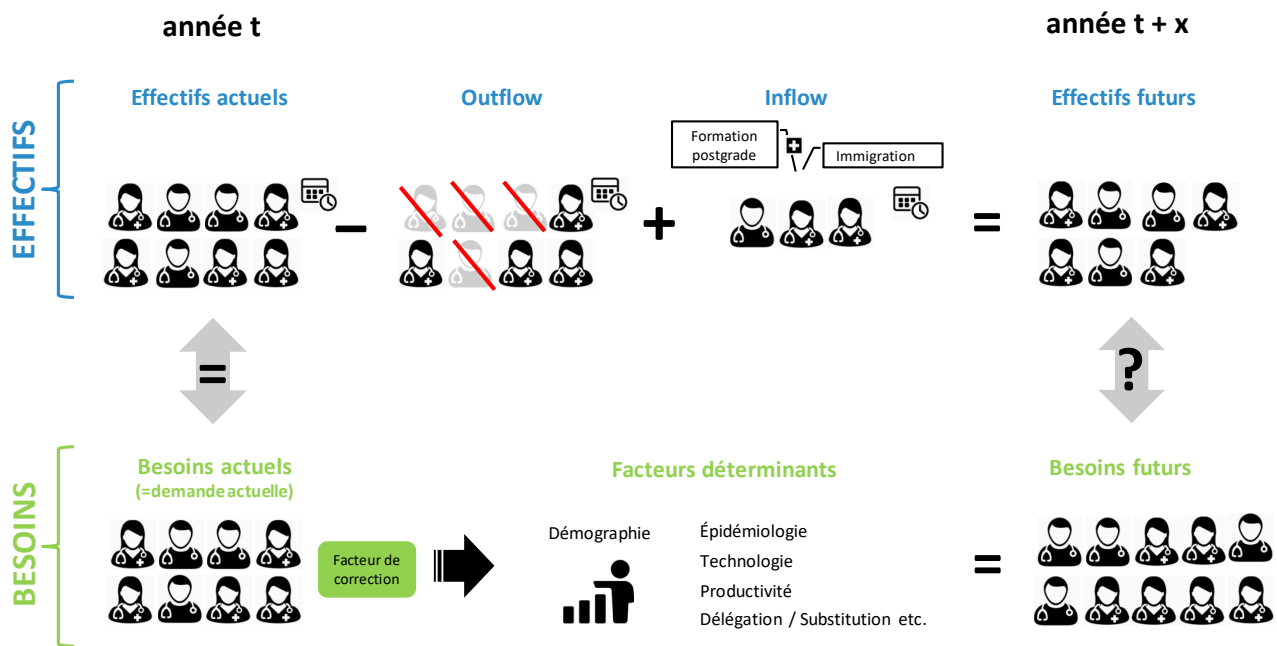 année t
année t + x
EFFECTIFS
Effectifs actuels
Outflow
Inflow
Effectifs futurs
Formation
postgrade
Immigration
–
+
=
=
?
BESOINS
Besoins actuels
(=demande actuelle)
Facteurs déterminants
Besoins futurs
Facteur de
correction
Démographie
Épidémiologie
Technologie
Productivité
Délégation / Substitution etc.
=